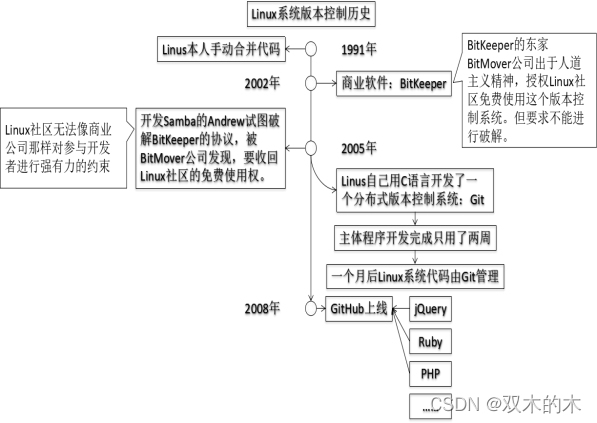 Linux系统版本控制历史
Linus本人手动合并代码
1991年
2002年
商业软件：BitKeeper
BitKeeper的东家
BitMover公司出于人道
主义精神，授权Linux社
区免费使用这个版本控
制系统。但要求不能进
行破解。
Linux社区无法像商业
公司那样对参与开发
者进行强有力的约束
开发Samba的Andrew试图破
解BitKeeper的协议，被
BitMover公司发现，要收回
Linux社区的免费使用权。
2005年
Linus自己用C语言开发了一
个分布式版本控制系统：Git
主体程序开发完成只用了两周
一个月后Linux系统代码由Git管理
2008年
GitHub上线
jQuery
Ruby
PHP
……
CSDN @双木的木